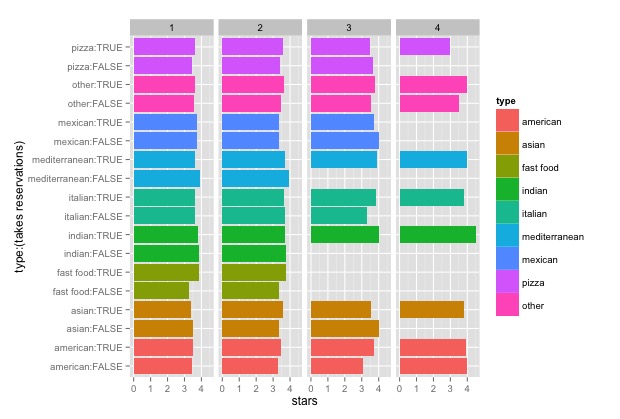 1 2 3 4
pizza:TRUE
pizza:FALSE
other:TRUE
other:FALSE
mexican:TRUE
mexican:FALSE
mediterranean:TRUE
mediterranean:FALSE
italian:TRUE
italian:FALSE
indian:TRUE
indian:FALSE
fast food:TRUE
fast food:FALSE
asian:TRUE
asian:FALSE
american:TRUE
american:FALSE
type:(takes reservations)
0 1 2 3 4 0 1 2 3 4 0 1 2 3 4 0 1 2 3 4
stars
type
american
asian
fast food
indian
italian
mediterranean
mexican
pizza
other